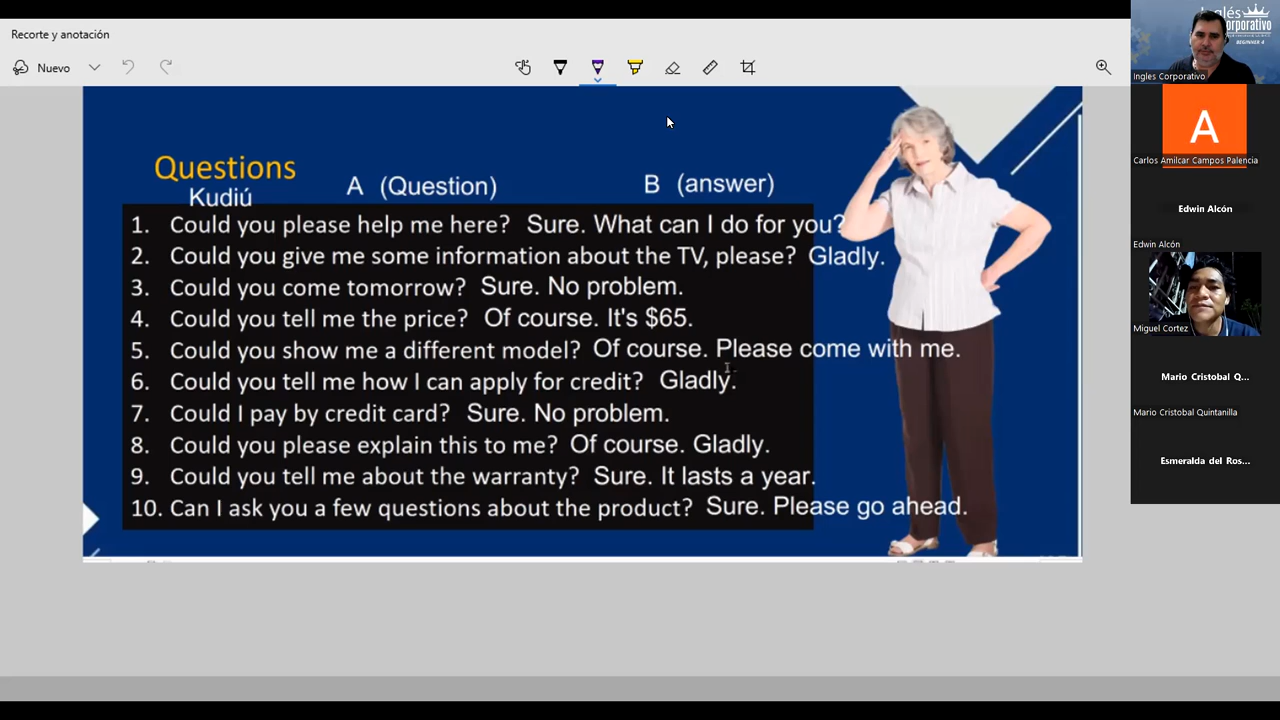 Recorte y anotación
Nuevo
Questions
Kudiú
A (Question)
B (answer)
1. Could you please help me here? Sure. What can I do for you?
2. Could you give me some information about the TV, please? Gladly.
3. Could you come tomorrow? Sure. No problem.
4. Could you tell me the price? Of course. It's $65.
5. Could you show me a different model? Of course. Please come with me.
6. Could you tell me how I can apply for credit? Gladly.
7. Could I pay by credit card? Sure. No problem.
8. Could you please explain this to me? Of course. Gladly.
9. Could you tell me about the warranty? Sure. It lasts a year.
10. Can I ask you a few questions about the product? Sure. Please go ahead.
Inglés
Corporativo
BEGINNER 4
Ingles Corporativo
A
Carlos Amilcar Campos Palencia
Edwin Alcón
Edwin Alcón
Miguel Cortez
Mario Cristobal Q...
Mario Cristobal Quintanilla
Esmeralda del Ros...